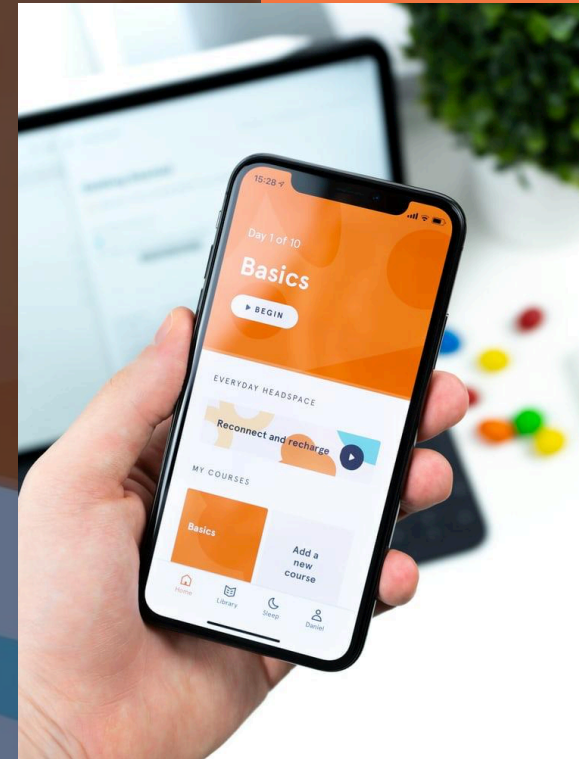 15:28
Day 1 of 10
Basics
BEGIN
EVERYDAY HEADSPACE
Reconnect and recharge
MY COURSES
Basics
Add a
new
course
Home
Library
Sleep
Daniel